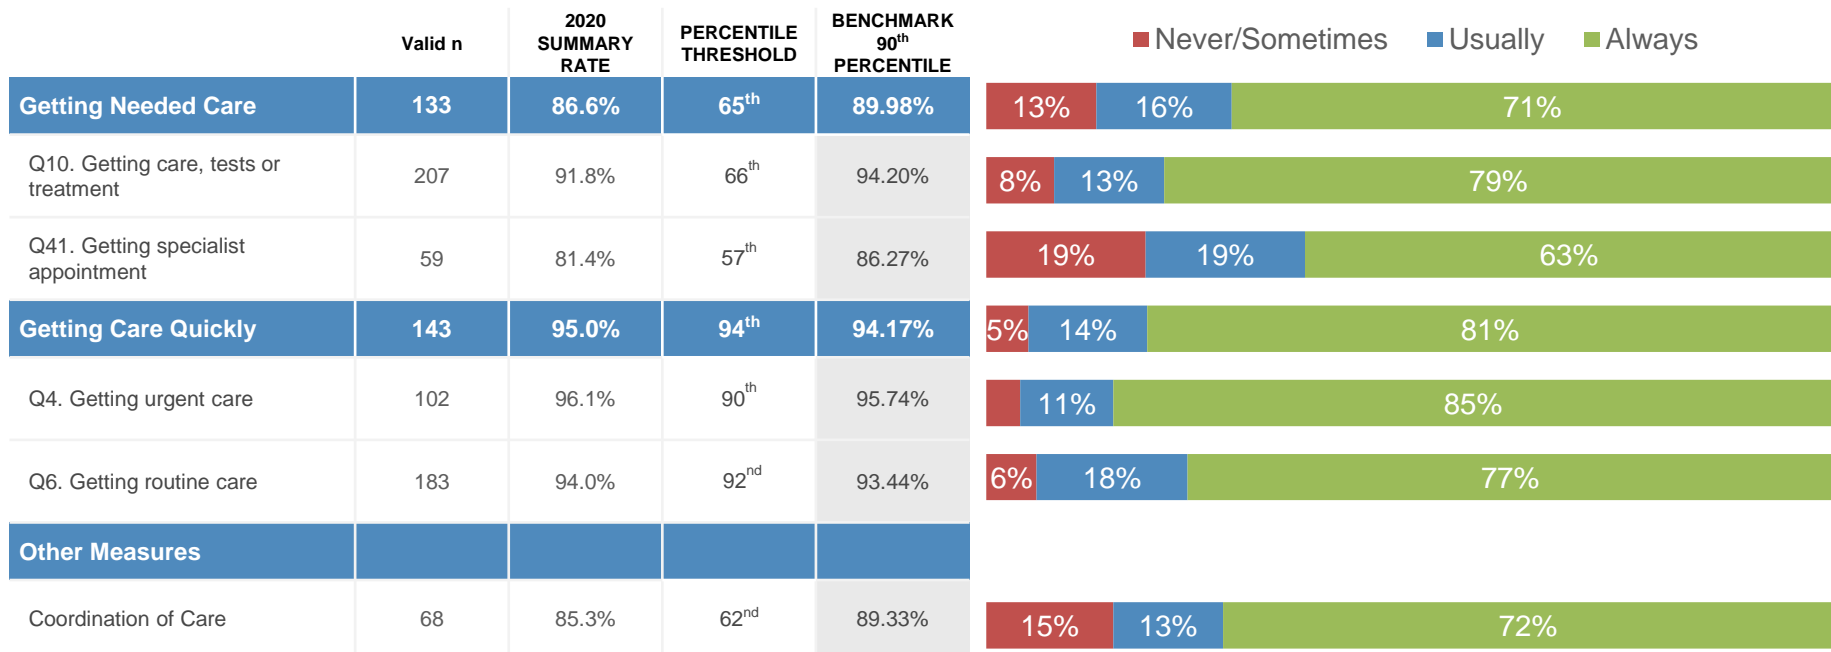 Valid n
2020
SUMMARY
RATE
PERCENTILE
THRESHOLD
BENCHMARK
90th
PERCENTILE
Never/Sometimes Usually Always
Getting Needed Care 133 86.6% 65th 89.98% 13% 16% 71%
Q10. Getting care, tests or
treatment 207 91.8% 66th 94.20% 8% 13% 79%
Q41. Getting specialist
appointment 59 81.4% 57th 86.27% 19% 19% 63%
Getting Care Quickly 143 95.0% 94th 94.17% 5% 14% 81%
Q4. Getting urgent care 102 96.1% 90th 95.74% 11% 85%
Q6. Getting routine care 183 94.0% 92nd 93.44% 6% 18% 77%
Other Measures
Coordination of Care 68 85.3% 62nd 89.33% 15% 13% 72%